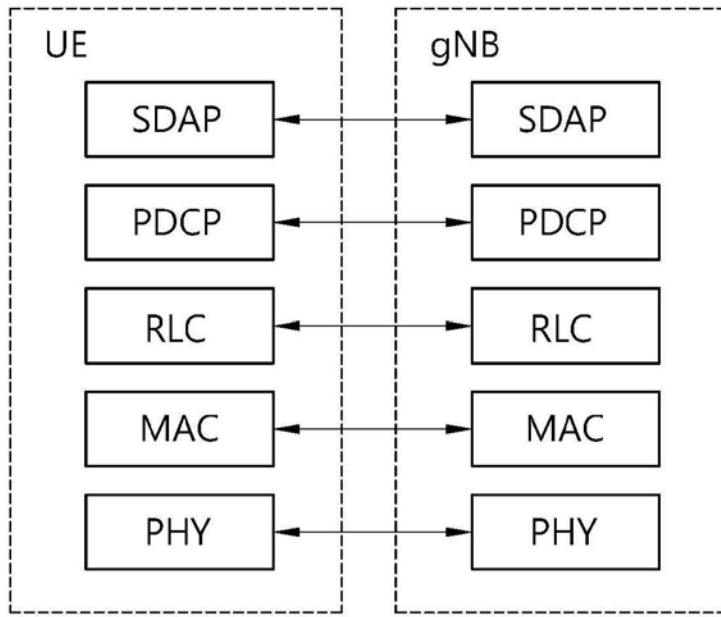 UE gNB
SDAP SDAP
PDCP PDCP
RLC RLC
MAC MAC
PHY PHY